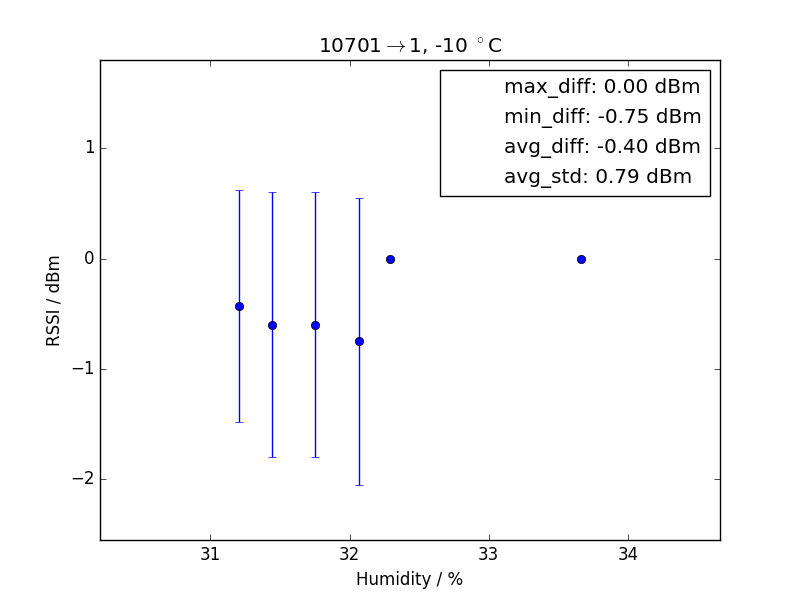 10701→1, -10 °C
max_diff: 0.00 dBm
min_diff: -0.75 dBm
avg_diff: -0.40 dBm
avg_std: 0.79 dBm
1
0
−1
−2
RSSI / dBm
31 32 33 34
Humidity / %